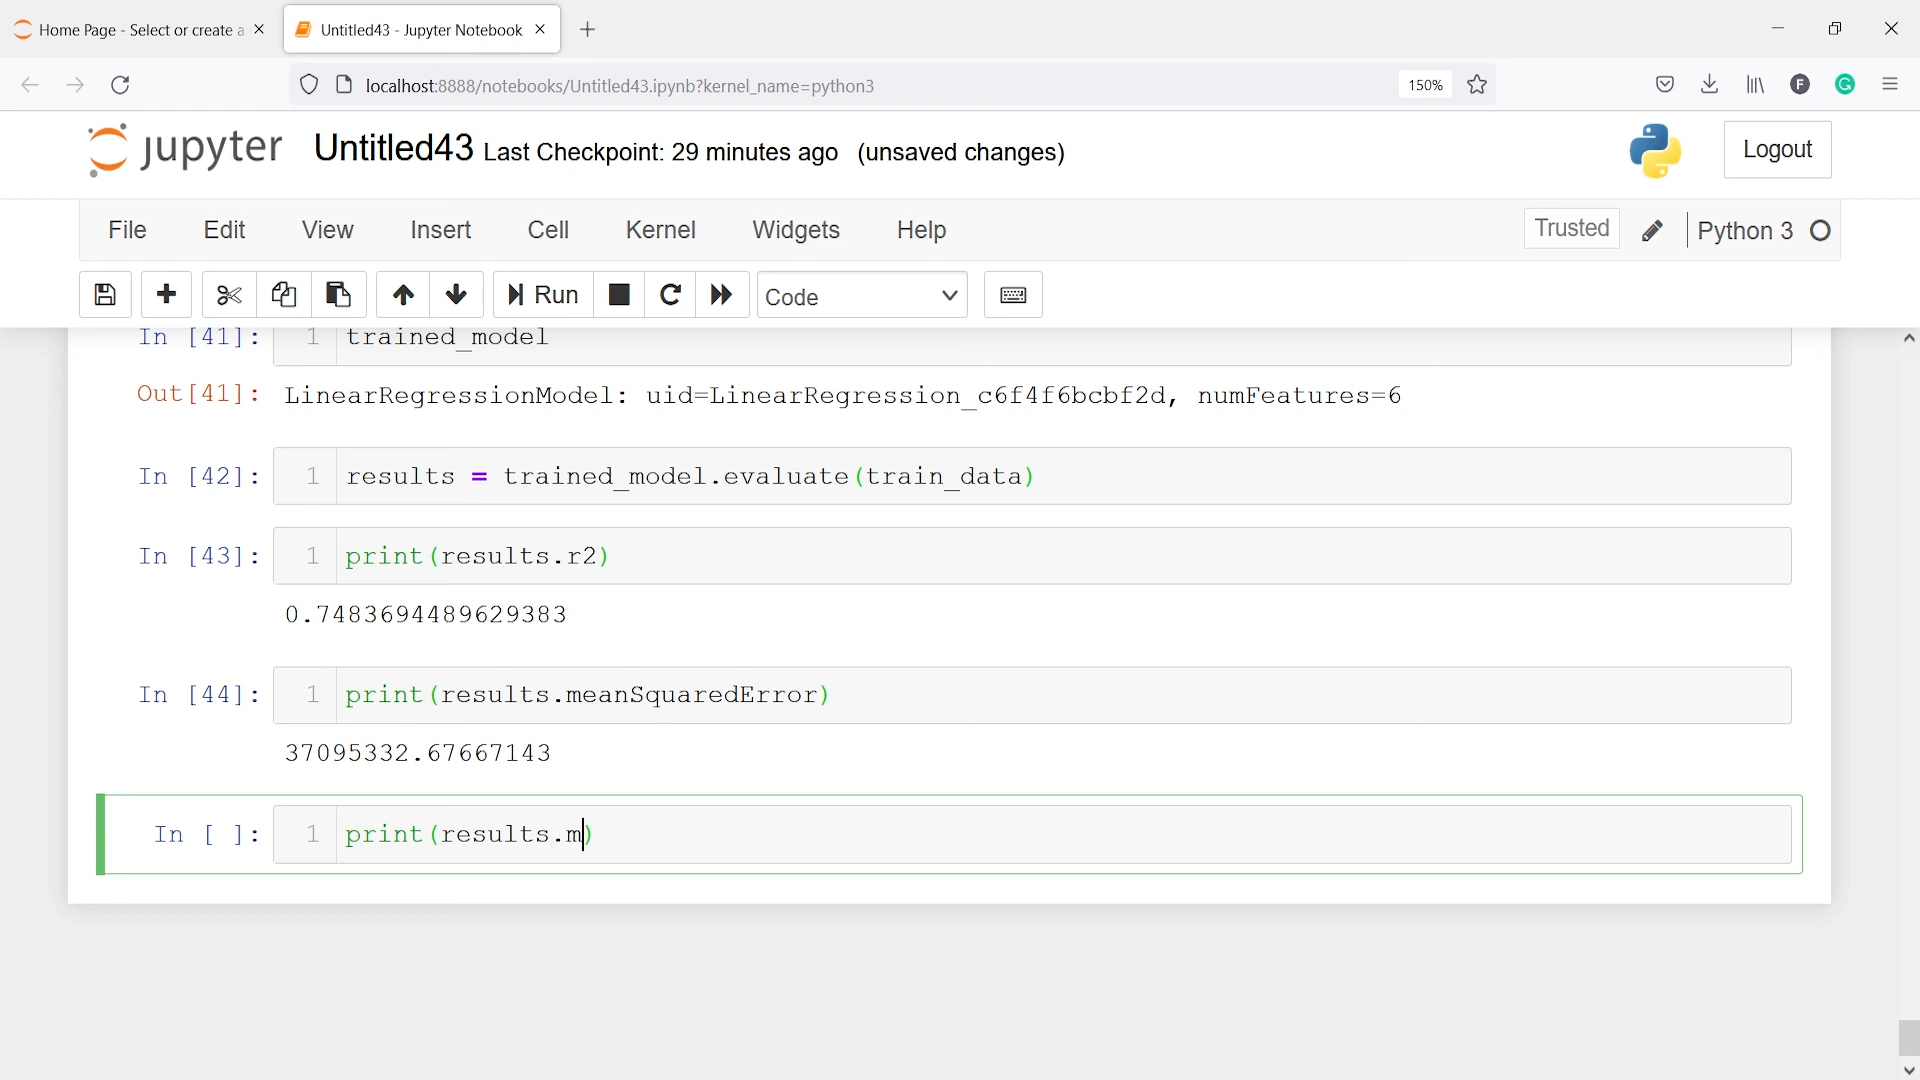 Home Page - Select or create a
Untitled43 - Jupyter Notebook
localhost:8888/notebooks/Untitled43.ipynb?kernel_name=python3
150%
F
G
jupyter Untitled43 Last Checkpoint: 29 minutes ago (unsaved changes)
Logout
File Edit View Insert Cell Kernel Widgets Help
Trusted
Python 3
Run
Code
In [41]: 1 trained_model
Out[41]: LinearRegressionModel: uid=LinearRegression_c6f4f6bcbf2d, numFeatures=6
In [42]: 1 results = trained_model.evaluate(train_data)
In [43]: 1 print(results.r2)
0.7483694489629383
In [44]: 1 print(results.meanSquaredError)
37095332.67667143
In [ ]: 1 print(results.m)